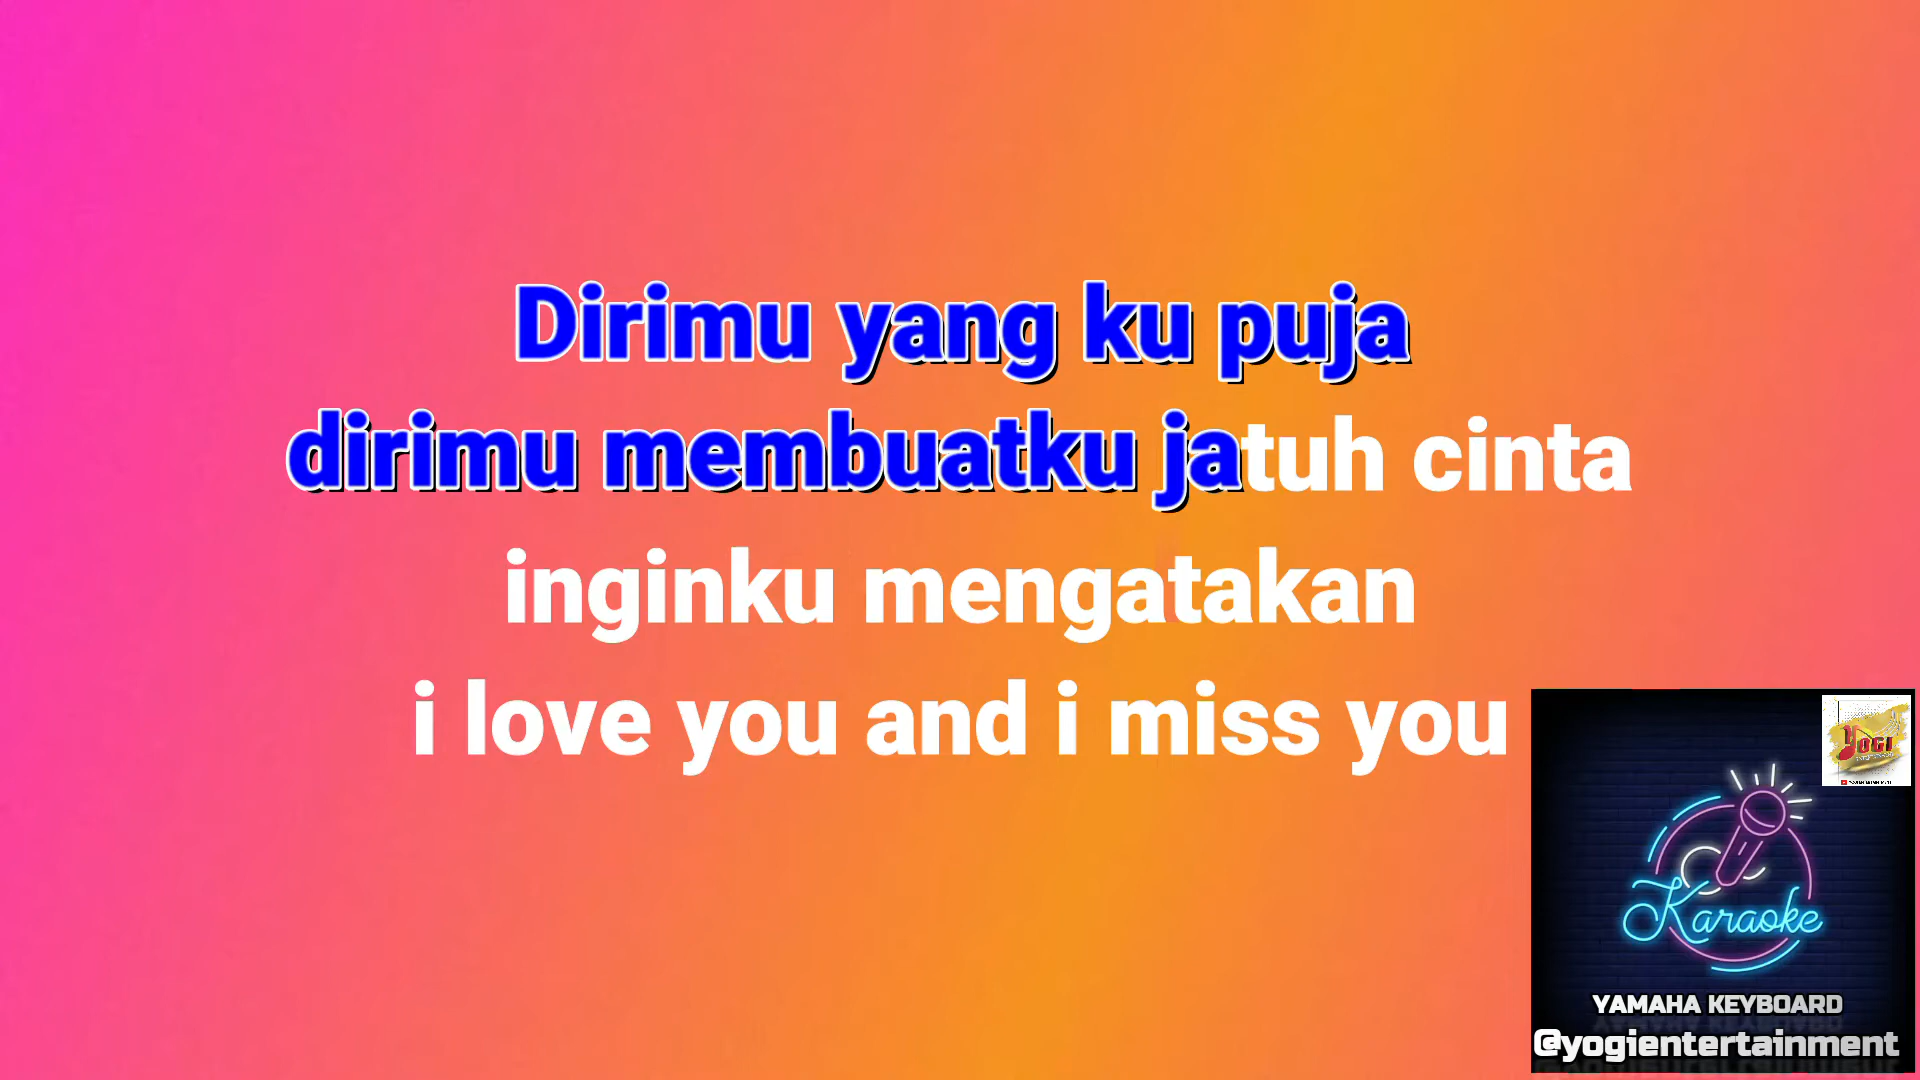 Dirimu yang ku puja
dirimu membuatku jatuh cinta
inginku mengatakan
i love you and i miss you
YOGI
Karaoke
YAMAHA KEYBOARD
@yogientertainment